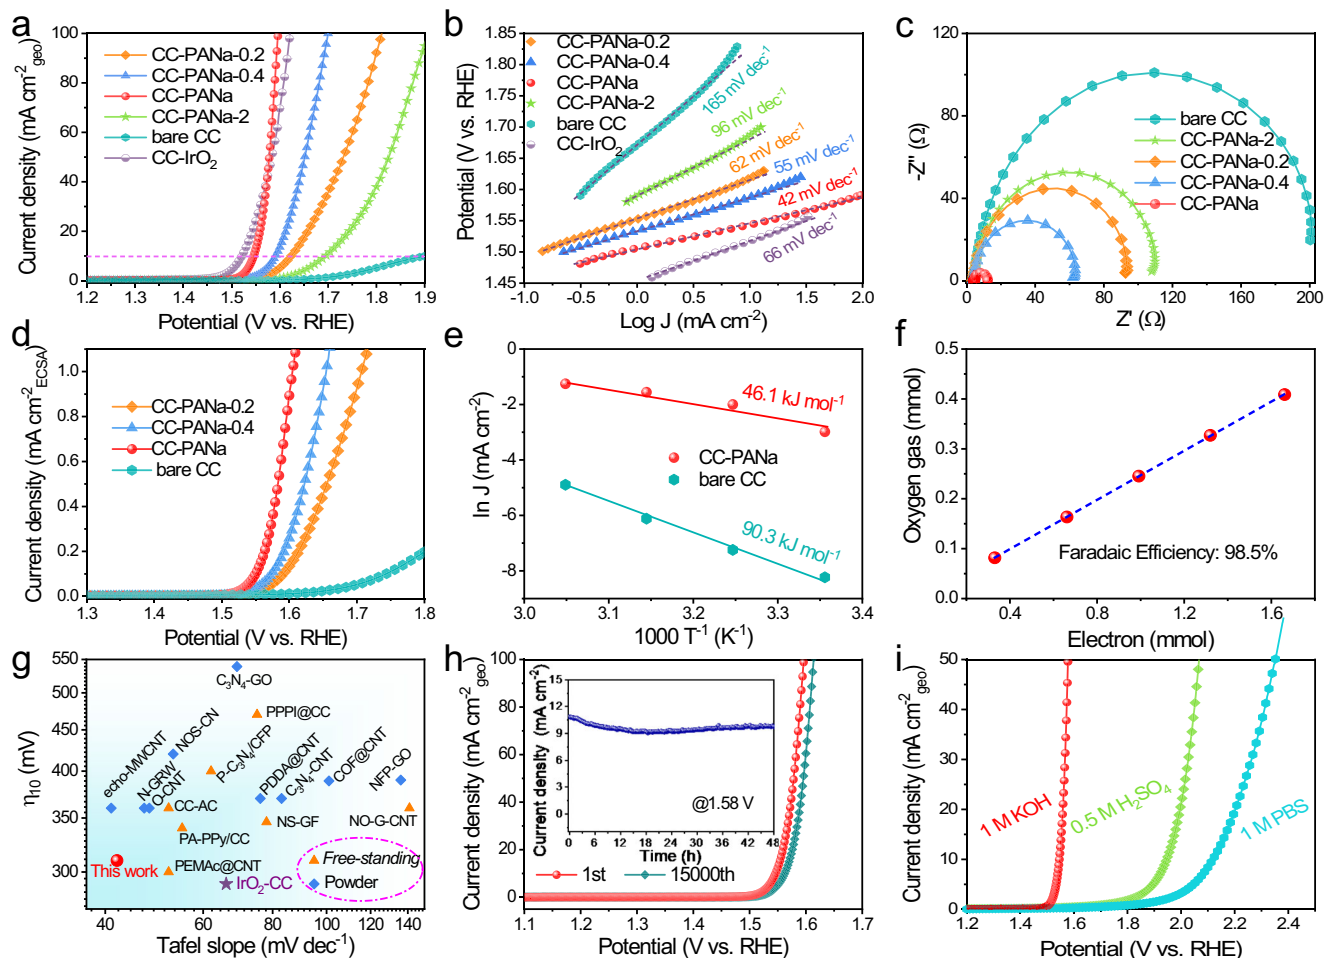 a
Current density (mA cm⁻²geo)
100
80
60
40
20
0
CC-PANa-0.2
CC-PANa-0.4
CC-PANa
CC-PANa-2
bare CC
CC-IrO₂
1.2 1.3 1.4 1.5 1.6 1.7 1.8 1.9
Potential (V vs. RHE)
b
Potential (V vs. RHE)
1.85
1.80
1.75
1.70
1.65
1.60
1.55
1.50
1.45
CC-PANa-0.2
CC-PANa-0.4
CC-PANa
CC-PANa-2
bare CC
CC-IrO₂
165 mV dec⁻¹
96 mV dec⁻¹
62 mV dec⁻¹
55 mV dec⁻¹
42 mV dec⁻¹
66 mV dec⁻¹
-1.0 -0.5 0.0 0.5 1.0 1.5 2.0
Log J (mA cm⁻²)
c
-Z'' (Ω)
120
100
80
60
40
20
0
bare CC
CC-PANa-2
CC-PANa-0.2
CC-PANa-0.4
CC-PANa
0 40 80 120 160 200
Z' (Ω)
d
Current density (mA cm⁻²ECSA)
1.0
0.8
0.6
0.4
0.2
0.0
CC-PANa-0.2
CC-PANa-0.4
CC-PANa
bare CC
1.3 1.4 1.5 1.6 1.7 1.8
Potential (V vs. RHE)
e
ln J (mA cm⁻²)
0
-2
-4
-6
-8
46.1 kJ mol⁻¹
CC-PANa
bare CC
90.3 kJ mol⁻¹
3.0 3.1 3.2 3.3 3.4
1000 T⁻¹ (K⁻¹)
f
Oxygen gas (mmol)
0.5
0.4
0.3
0.2
0.1
0.0
Faradaic Efficiency: 98.5%
0.4 0.8 1.2 1.6
Electron (mmol)
g
η₁₀ (mV)
550
500
450
400
350
300
C₃N₄-GO
PPPI@CC
NOS-CN
echo-MWCNT
P-C₃N₄/CFP
N-GRW/
O-CNT
PDDA@CNT
C₃N₄-CNT
COF@CNT
NFP-GO
CC-AC
PA-PPy/CC
NS-GF
NO-G-CNT
This work
PEMAc@CNT
IrO₂-CC
Free-standing
Powder
60 80 100 120 140
Tafel slope (mV dec⁻¹)
h
Current density (mA cm⁻²geo)
100
80
60
40
20
0
Current density (mA cm⁻²)
15
12
9
6
3
0
@1.58 V
0 6 12 18 24 30 36 42 48
Time (h)
1st
15000th
1.1 1.2 1.3 1.4 1.5 1.6 1.7
Potential (V vs. RHE)
i
Current density (mA cm⁻²geo)
50
40
30
20
10
0
1 M KOH
0.5 M H₂SO₄
1 M PBS
1.2 1.4 1.6 1.8 2.0 2.2 2.4
Potential (V vs. RHE)